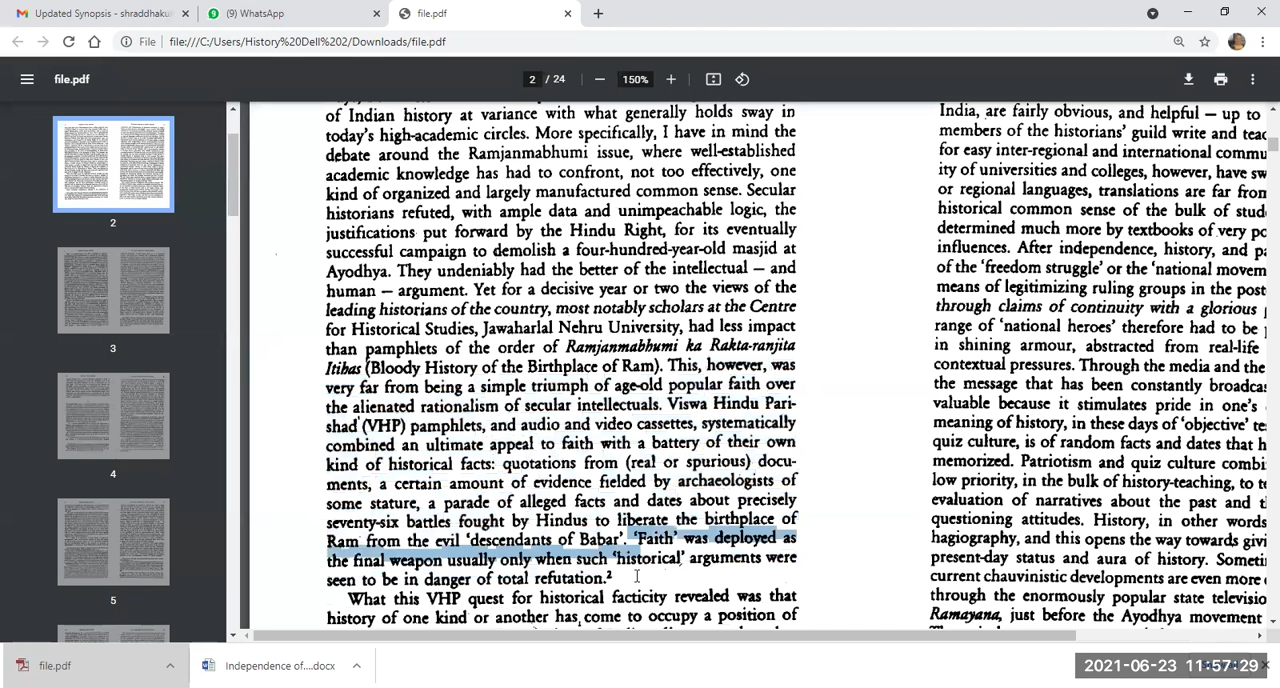 Updated Synopsis - shraddhaku
(9) WhatsApp
file.pdf
File
file:///C:/Users/History%20Dell%202/Downloads/file.pdf
file.pdf
2 / 24
150%
2
3
4
5
of Indian history at variance with what generally holds sway in
today's high-academic circles. More specifically, I have in mind the
debate around the Ramjanmabhumi issue, where well-established
academic knowledge has had to confront, not too effectively, one
kind of organized and largely manufactured common sense. Secular
historians refuted, with ample data and unimpeachable logic, the
justifications put forward by the Hindu Right, for its eventually
successful campaign to demolish a four-hundred-year-old masjid at
Ayodhya. They undeniably had the better of the intellectual — and
human — argument. Yet for a decisive year or two the views of the
leading historians of the country, most notably scholars at the Centre
for Historical Studies, Jawaharlal Nehru University, had less impact
than pamphlets of the order of Ramjanmabhumi ka Rakta-ranjita
Itibas (Bloody History of the Birthplace of Ram). This, however, was
very far from being a simple triumph of age-old popular faith over
the alienated rationalism of secular intellectuals. Viswa Hindu Pari-
shad (VHP) pamphlets, and audio and video cassettes, systematically
combined an ultimate appeal to faith with a battery of their own
kind of historical facts: quotations from (real or spurious) docu-
ments, a certain amount of evidence fielded by archaeologists of
some stature, a parade of alleged facts and dates about precisely
seventy-six battles fought by Hindus to liberate the birthplace of
Ram from the evil 'descendants of Babar'. 'Faith' was deployed as
the final weapon usually only when such 'historical' arguments were
seen to be in danger of total refutation.²
What this VHP quest for historical facticity revealed was that
history of one kind or another has come to occupy a position of
India, are fairly obvious, and helpful — up to
members of the historians' guild write and teac
for easy inter-regional and international commu
ity of universities and colleges, however, have sw
or regional languages, translations are far from
historical common sense of the bulk of stud
determined much more by textbooks of very po
influences. After independence, history, and pa
of the 'freedom struggle' or the 'national movem
means of legitimizing ruling groups in the post
through claims of continuity with a glorious
range of 'national heroes' therefore had to be
in shining armour, abstracted from real-life
contextual pressures. Through the media and the
the message that has been constantly broadcas
valuable because it stimulates pride in one's
meaning of history, in these days of 'objective' te
quiz culture, is of random facts and dates that h
memorized. Patriotism and quiz culture combi
low priority, in the bulk of history-teaching, to t
evaluation of narratives about the past and t
questioning attitudes. History, in other words
hagiography, and this opens the way towards givi
present-day status and aura of history. Someti
current chauvinistic developments are even more
through the enormously popular state televisio
Ramayana, just before the Ayodhya movement
file.pdf
Independence of....docx
2021-06-23 11:57:29